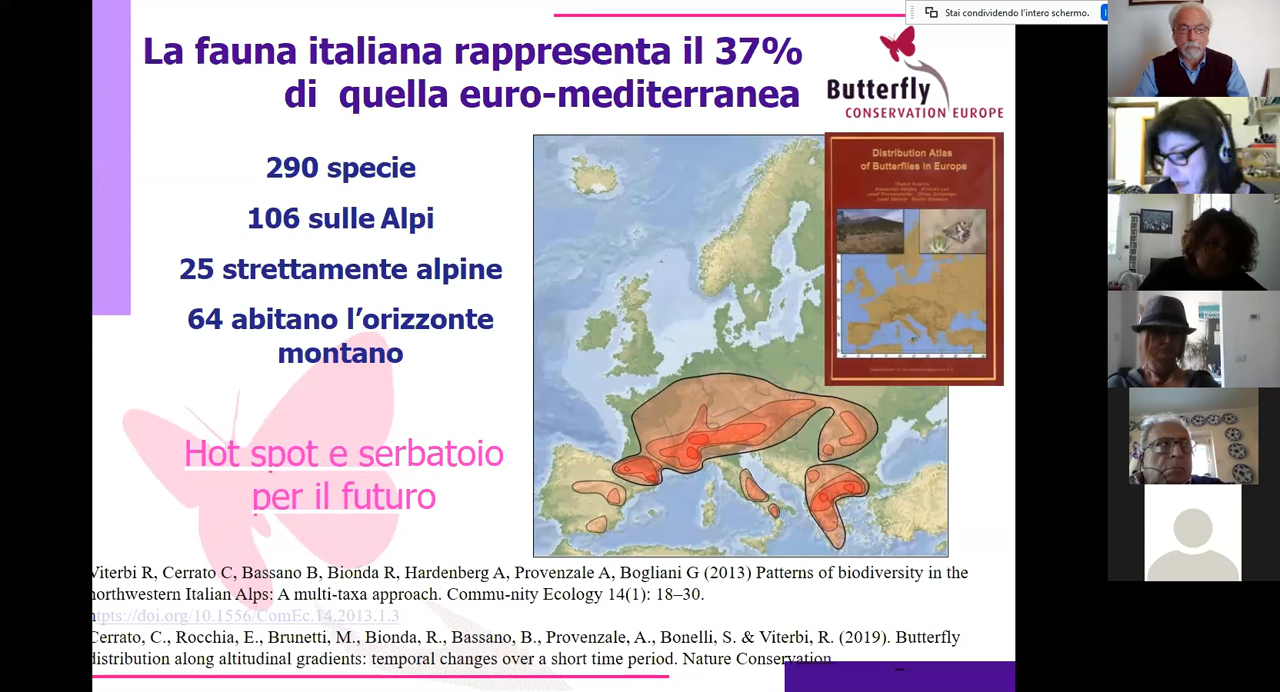 Stai condividendo l'intero schermo.
La fauna italiana rappresenta il 37%
di quella euro-mediterranea
Butterfly
CONSERVATION EUROPE
290 specie
106 sulle Alpi
25 strettamente alpine
64 abitano l'orizzonte
montano
Hot spot e serbatoio
per il futuro
Distribution Atlas
of Butterflies in Europe
Viterbi R, Cerrato C, Bassano B, Bionda R, Hardenberg A, Provenzale A, Bogliani G (2013) Patterns of biodiversity in the
northwestern Italian Alps: A multi-taxa approach. Commu-nity Ecology 14(1): 18–30.
htpts://doi.org/10.1556/ComEc.14.2013.1.3
Cerrato, C., Rocchia, E., Brunetti, M., Bionda, R., Bassano, B., Provenzale, A., Bonelli, S. & Viterbi, R. (2019). Butterfly
distribution along altitudinal gradients: temporal changes over a short time period. Nature Conservation